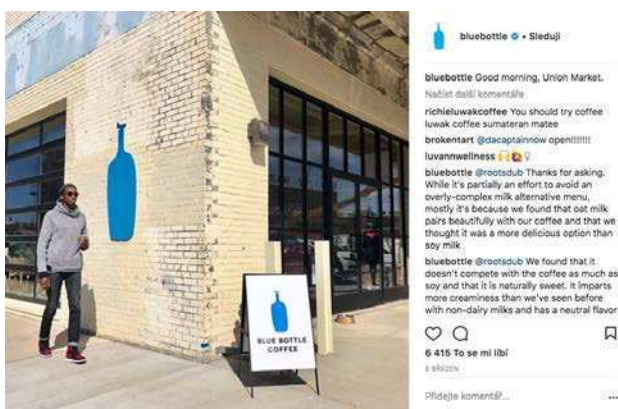 BLUE BOTTLE
COFFEE
bluebottle • Sleduji
bluebottle Good morning, Union Market.
Načíst další komentáře
richieluwakcoffee You should try coffee
luwak coffee sumateran matee
brokentart @dacaptainnow open!!!!!!!
luvannwellness
bluebottle @rootsdub Thanks for asking.
While it's partially an effort to avoid an
overly-complex milk alternative menu,
mostly it's because we found that oat milk
pairs beautifully with our coffee and that we
thought it was a more delicious option than
soy milk
bluebottle @rootsdub We found that it
doesn't compete with the coffee as much as
soy and that it is naturally sweet. It imparts
more creaminess than we've seen before
with non-dairy milks and has a neutral flavor
6 415 To se mi líbí
BŘEZEN
Přidejte komentář...